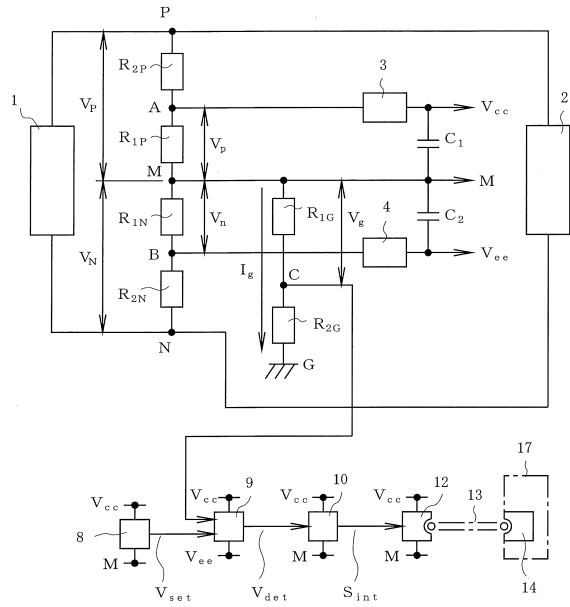 P
R2P
1
VP
A
3
Vcc
2
R1P
Vp
C1
M
M
R1N
Vn
R1G
Vg
4
C2
VN
B
Vee
R2N
Ig
C
R2G
N
G
17
Vcc
9
Vcc
10
Vcc
12
13
Vcc
8
M
Vee
M
M
14
Vset
Vdet
Sint